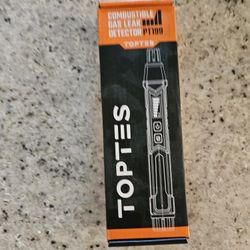 COMBUSTIBLE
GAS LEAK
DETECTOR PT199
TOPTES
TOPTES